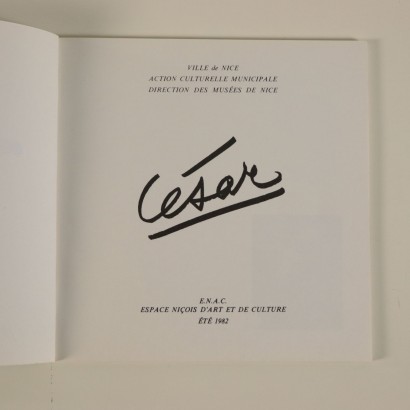 VILLE de NICE
ACTION CULTURELLE MUNICIPALE
DIRECTION DES MUSÉES DE NICE
César
E.N.A.C.
ESPACE NIÇOIS D'ART ET DE CULTURE
ÉTÉ 1982